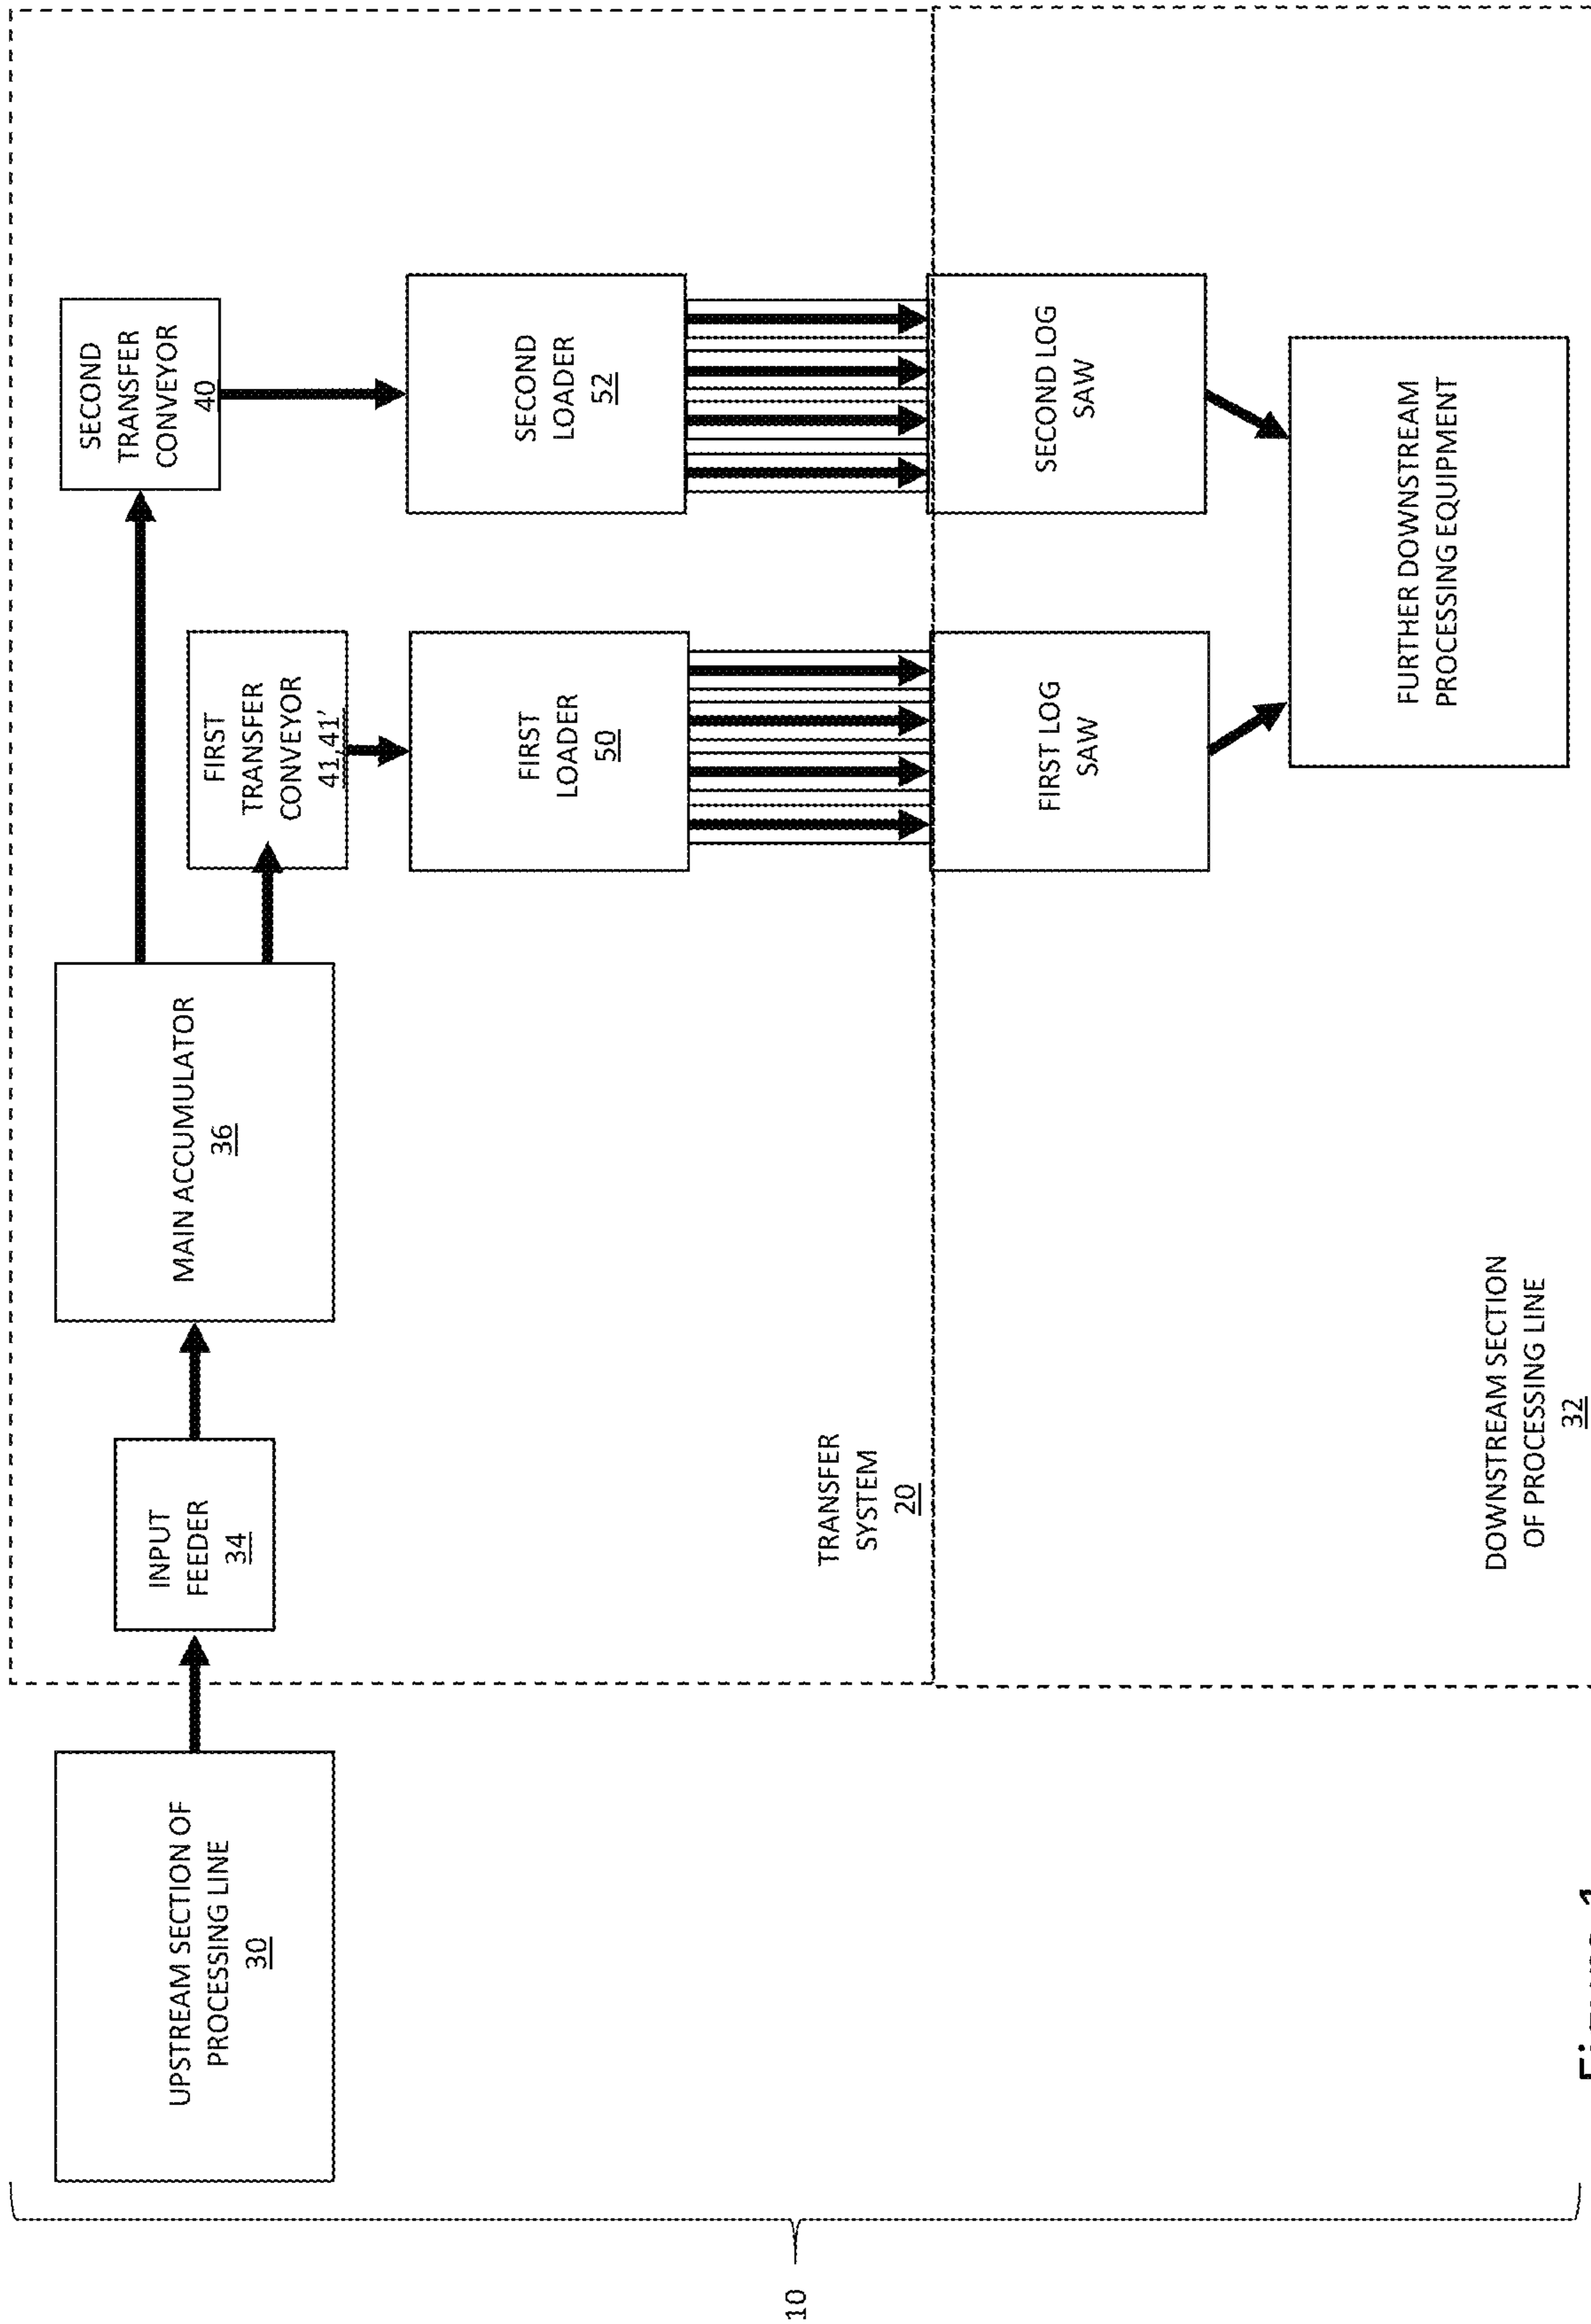 10
UPSTREAM SECTION OF
PROCESSING LINE
30
INPUT
FEEDER
34
MAIN ACCUMULATOR
36
SECOND
TRANSFER
CONVEYOR
40
FIRST
TRANSFER
CONVEYOR
41, 41'
FIRST
LOADER
50
SECOND
LOADER
52
TRANSFER
SYSTEM
20
FIRST LOG
SAW
SECOND LOG
SAW
FURTHER DOWNSTREAM
PROCESSING EQUIPMENT
DOWNSTREAM SECTION
OF PROCESSING LINE
32
Figure 1